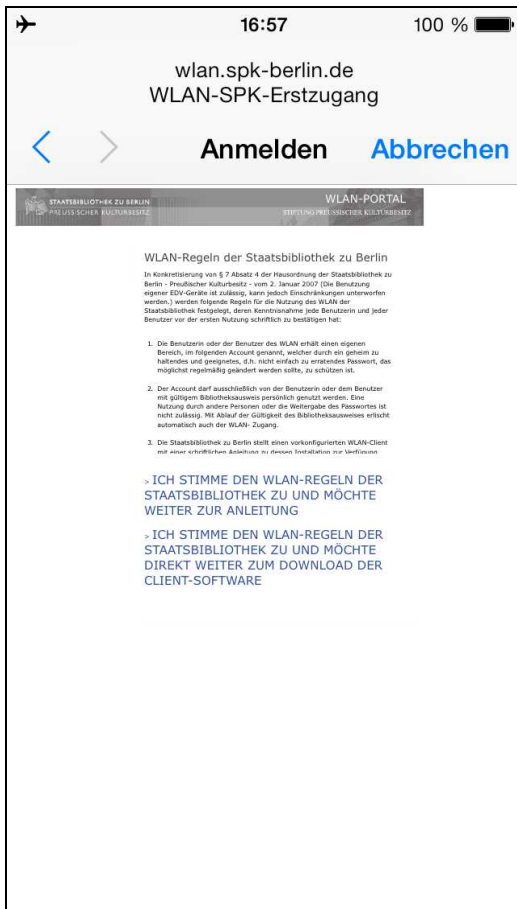 16:57
100 %
wlan.spk-berlin.de
WLAN-SPK-Erstzugang
Anmelden
Abbrechen
STAATSBIBLIOTHEK ZU BERLIN
PREUSSISCHER KULTURBESITZ
WLAN-PORTAL
STIFTUNG PREUSSISCHER KULTURBESITZ
WLAN-Regeln der Staatsbibliothek zu Berlin
In Konkretisierung von § 7 Absatz 4 der Hausordnung der Staatsbibliothek zu
Berlin - Preußischer Kulturbesitz - vom 2. Januar 2007 (Die Benutzung
eigener EDV-Geräte ist zulässig, kann jedoch Einschränkungen unterworfen
werden.) werden folgende Regeln für die Nutzung des WLAN der
Staatsbibliothek festgelegt, deren Kenntnisnahme jede Benutzerin und jeder
Benutzer vor der ersten Nutzung schriftlich zu bestätigen hat:
1. Die Benutzerin oder der Benutzer des WLAN erhält einen eigenen
Bereich, im folgenden Account genannt, welcher durch ein geheim zu
haltendes und geeignetes, d.h. nicht einfach zu erratendes Passwort, das
möglichst regelmäßig geändert werden sollte, zu schützen ist.
2. Der Account darf ausschließlich von der Benutzerin oder dem Benutzer
mit gültigem Bibliotheksausweis persönlich genutzt werden. Eine
Nutzung durch andere Personen oder die Weitergabe des Passwortes ist
nicht zulässig. Mit Ablauf der Gültigkeit des Bibliotheksausweises erlischt
automatisch auch der WLAN- Zugang.
3. Die Staatsbibliothek zu Berlin stellt einen vorkonfigurierten WLAN-Client
mit einer schriftlichen Anleitung zu dessen Installation zur Verfügung
> ICH STIMME DEN WLAN-REGELN DER
STAATSBIBLIOTHEK ZU UND MÖCHTE
WEITER ZUR ANLEITUNG
> ICH STIMME DEN WLAN-REGELN DER
STAATSBIBLIOTHEK ZU UND MÖCHTE
DIREKT WEITER ZUM DOWNLOAD DER
CLIENT-SOFTWARE